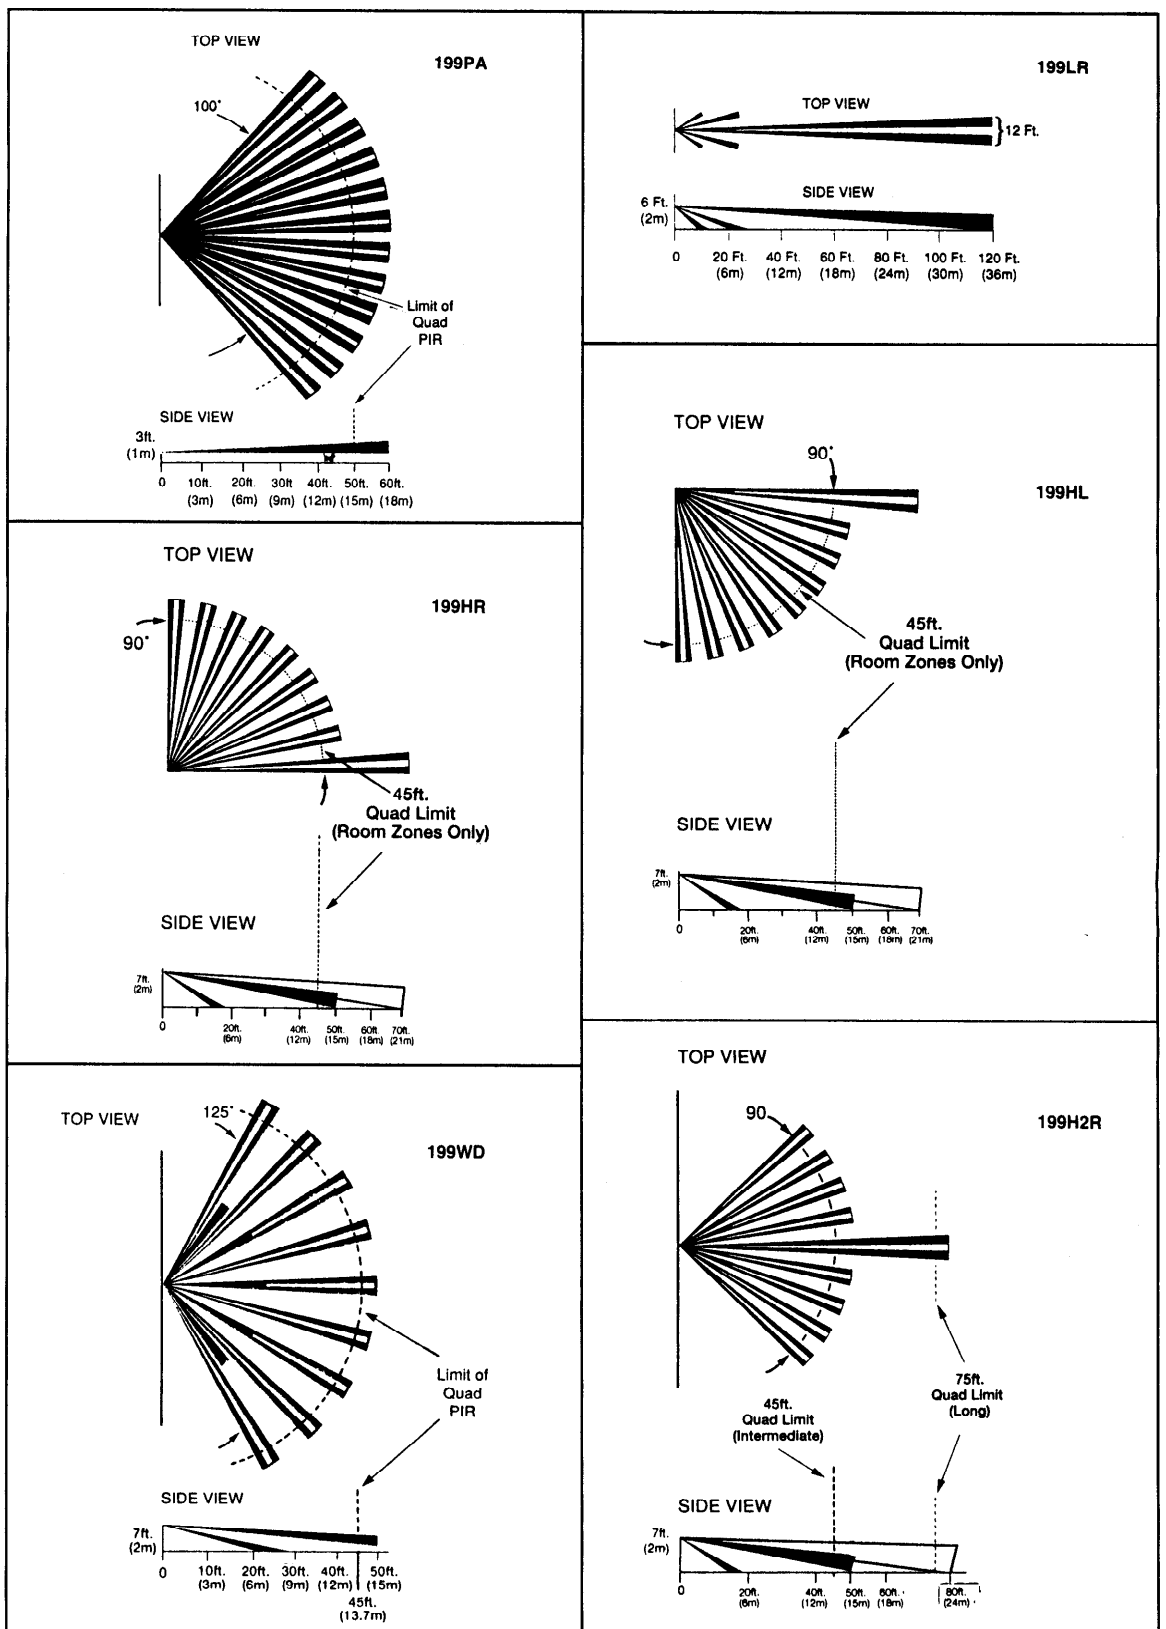 TOP VIEW
199PA
100°
Limit of
Quad
PIR
SIDE VIEW
3ft.
(1m)
0 10ft. 20ft. 30ft 40ft. 50ft. 60ft.
(3m) (6m) (9m) (12m) (15m) (18m)
199LR
TOP VIEW
12 Ft.
SIDE VIEW
6 Ft.
(2m)
0 20 Ft. 40 Ft. 60 Ft. 80 Ft. 100 Ft. 120 Ft.
(6m) (12m) (18m) (24m) (30m) (36m)
TOP VIEW
199HR
90°
45ft.
Quad Limit
(Room Zones Only)
SIDE VIEW
7ft.
(2m)
0 20ft. 40ft. 50ft. 60ft. 70ft.
(6m) (12m) (15m) (18m) (21m)
TOP VIEW
90°
199HL
45ft.
Quad Limit
(Room Zones Only)
SIDE VIEW
7ft.
(2m)
0 20ft. 40ft. 50ft. 60ft. 70ft.
(6m) (12m) (15m) (18m) (21m)
TOP VIEW
125°
199WD
Limit of
Quad
PIR
SIDE VIEW
7ft.
(2m)
0 10ft. 20ft. 30ft. 40ft. 50ft.
(3m) (6m) (9m) (12m) (15m)
45ft.
(13.7m)
TOP VIEW
90
199H2R
75ft.
Quad Limit
(Long)
45ft.
Quad Limit
(Intermediate)
SIDE VIEW
7ft.
(2m)
0 20ft. 40ft. 50ft. 60ft. 80ft.
(6m) (12m) (15m) (18m) (24m)